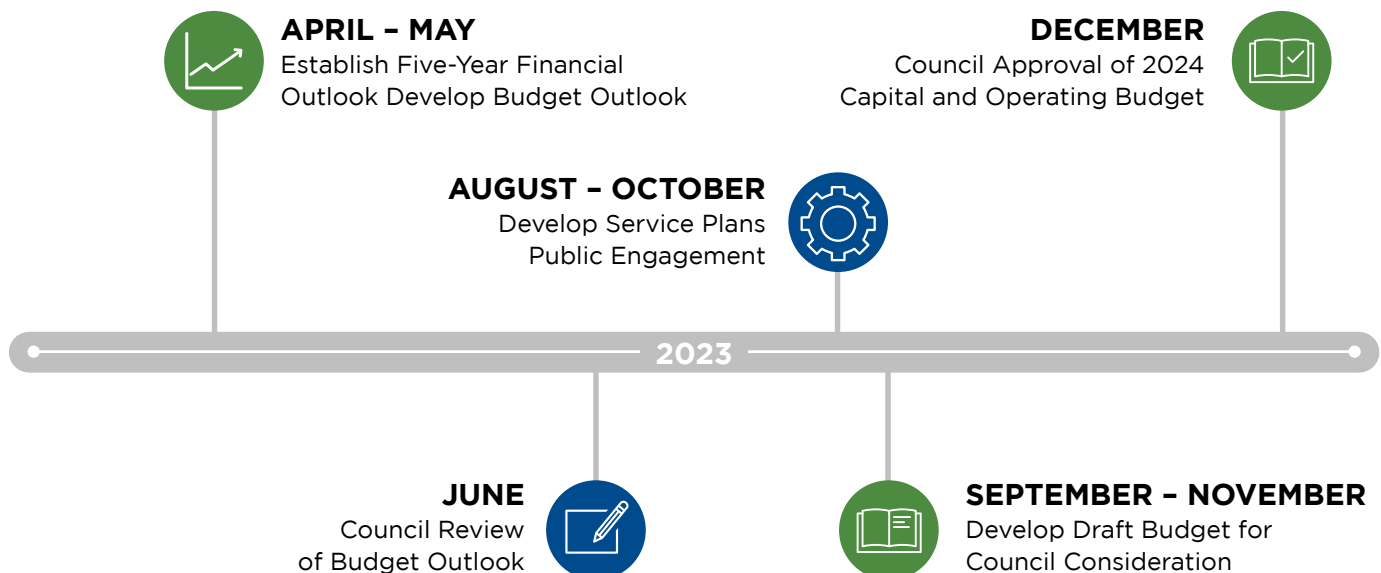 APRIL – MAY
Establish Five-Year Financial
Outlook Develop Budget Outlook
DECEMBER
Council Approval of 2024
Capital and Operating Budget
AUGUST – OCTOBER
Develop Service Plans
Public Engagement
2023
JUNE
Council Review
of Budget Outlook
SEPTEMBER – NOVEMBER
Develop Draft Budget for
Council Consideration